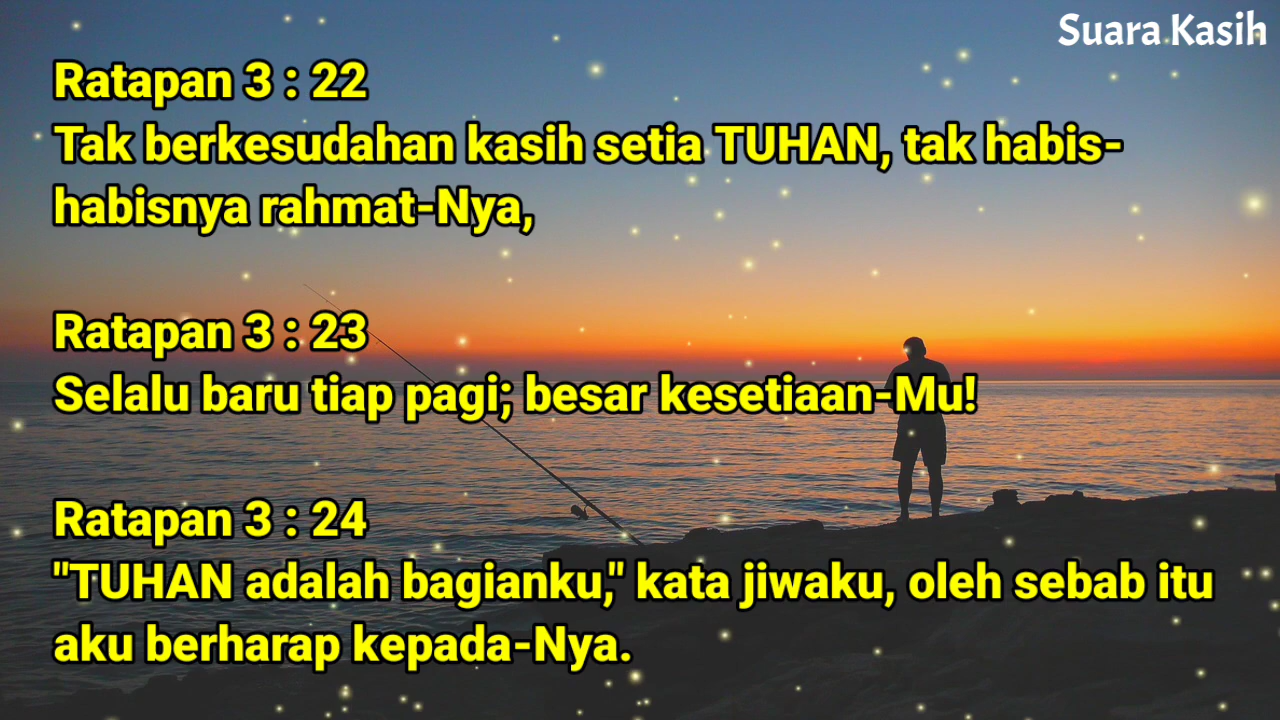 Suara Kasih
Ratapan 3 : 22
Tak berkesudahan kasih setia TUHAN, tak habis-
habisnya rahmat-Nya,
Ratapan 3 : 23
Selalu baru tiap pagi; besar kesetiaan-Mu!
Ratapan 3 : 24
"TUHAN adalah bagianku," kata jiwaku, oleh sebab itu
aku berharap kepada-Nya.